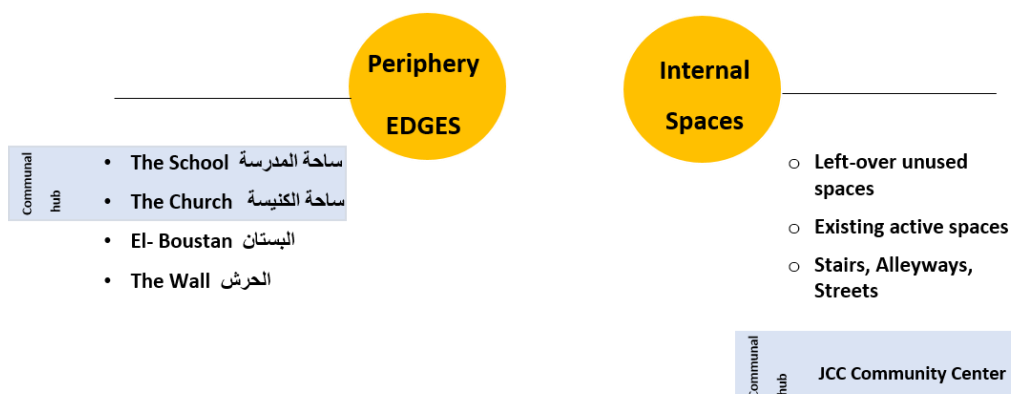 Periphery
EDGES
Communal
hub
• The School ساحة المدرسة
• The Church ساحة الكنيسة
• El- Boustan البستان
• The Wall الحرش
Internal
Spaces
o Left-over unused
spaces
o Existing active spaces
o Stairs, Alleyways,
Streets
Communal
hub
JCC Community Center